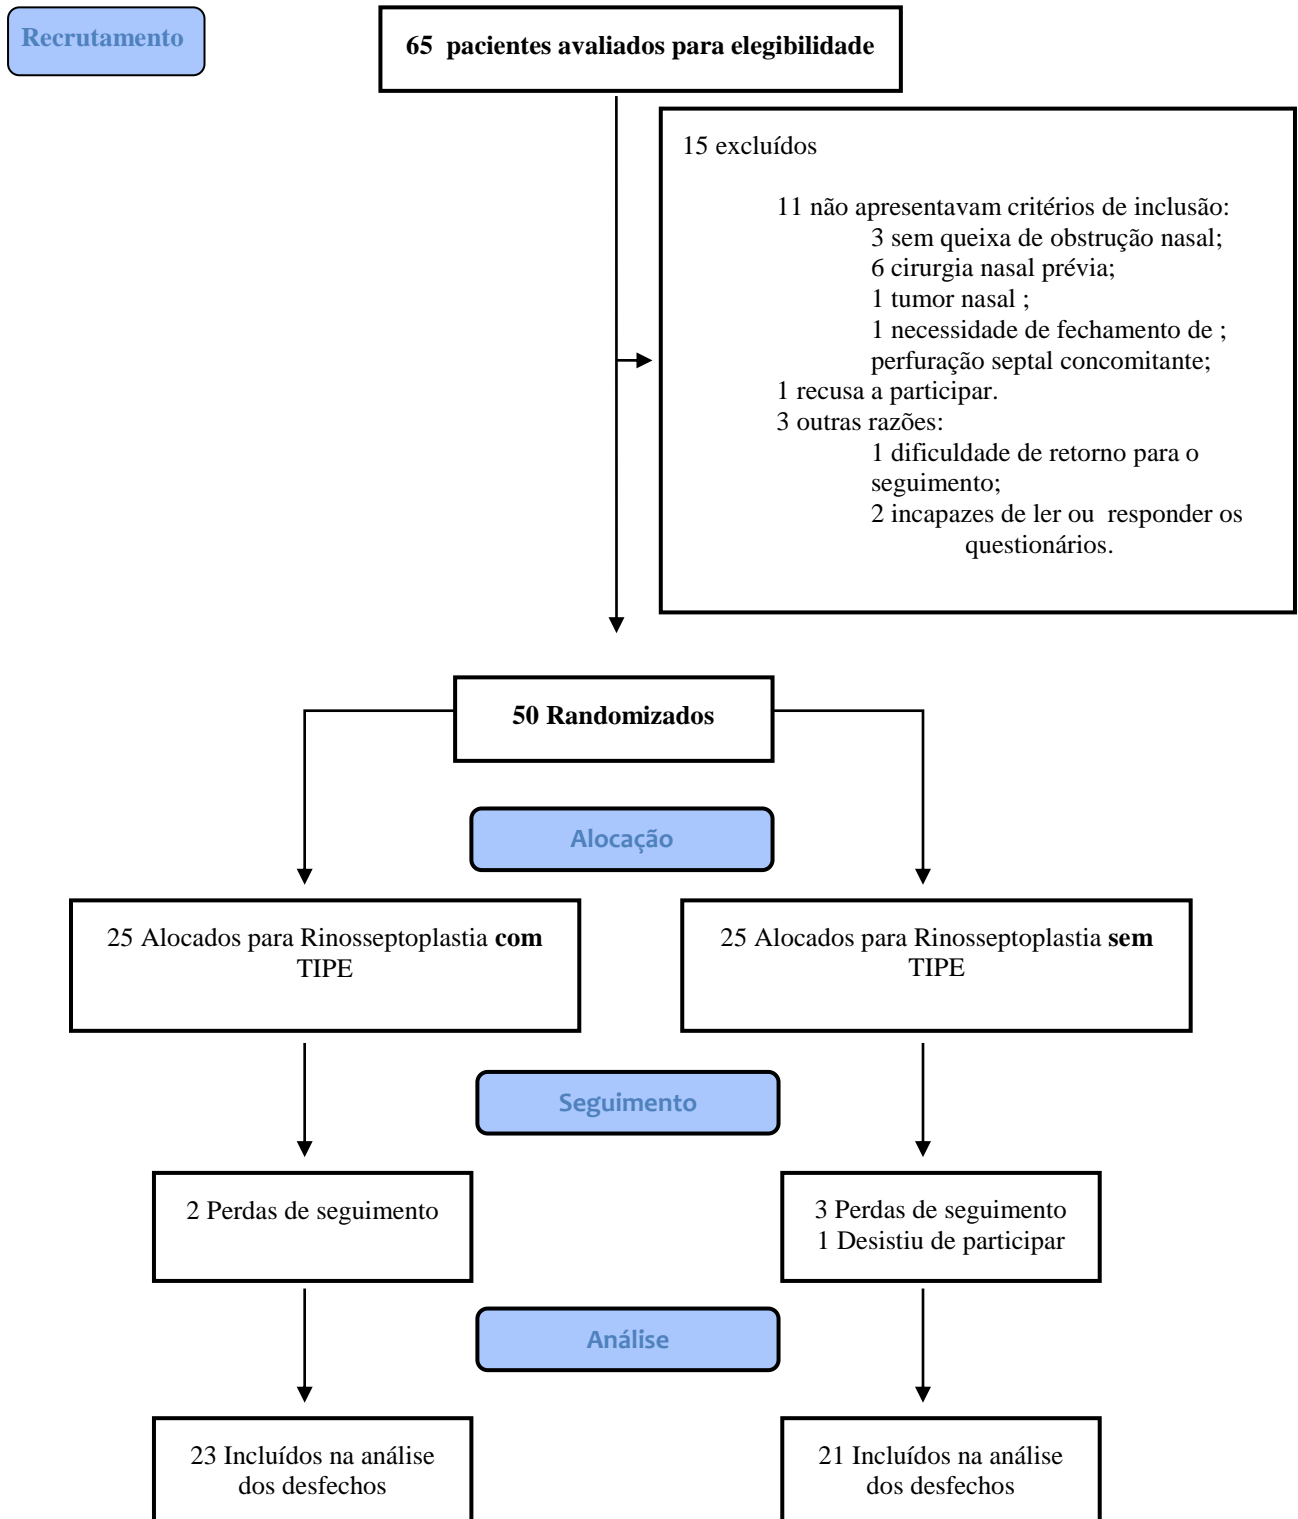 Recrutamento
65 pacientes avaliados para elegibilidade
15 excluídos
11 não apresentavam critérios de inclusão:
3 sem queixa de obstrução nasal;
6 cirurgia nasal prévia;
1 tumor nasal ;
1 necessidade de fechamento de ;
perfuração septal concomitante;
1 recusa a participar.
3 outras razões:
1 dificuldade de retorno para o
seguimento;
2 incapazes de ler ou responder os
questionários.
50 Randomizados
Alocação
25 Alocados para Rinosseptoplastia com
TIPE
25 Alocados para Rinosseptoplastia sem
TIPE
Seguimento
2 Perdas de seguimento
3 Perdas de seguimento
1 Desistiu de participar
Análise
23 Incluídos na análise
dos desfechos
21 Incluídos na análise
dos desfechos